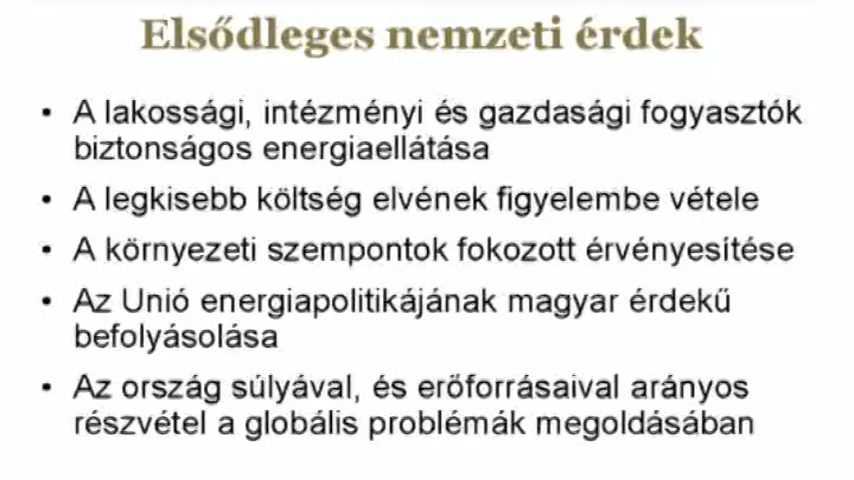 Elsődleges nemzeti érdek
• A lakossági, intézményi és gazdasági fogyasztók
biztonságos energiaellátása
• A legkisebb költség elvének figyelembe vétele
• A környezeti szempontok fokozott érvényesítése
• Az Unió energiapolitikájának magyar érdekű
befolyásolása
• Az ország súlyával, és erőforrásaival arányos
részvétel a globális problémák megoldásában